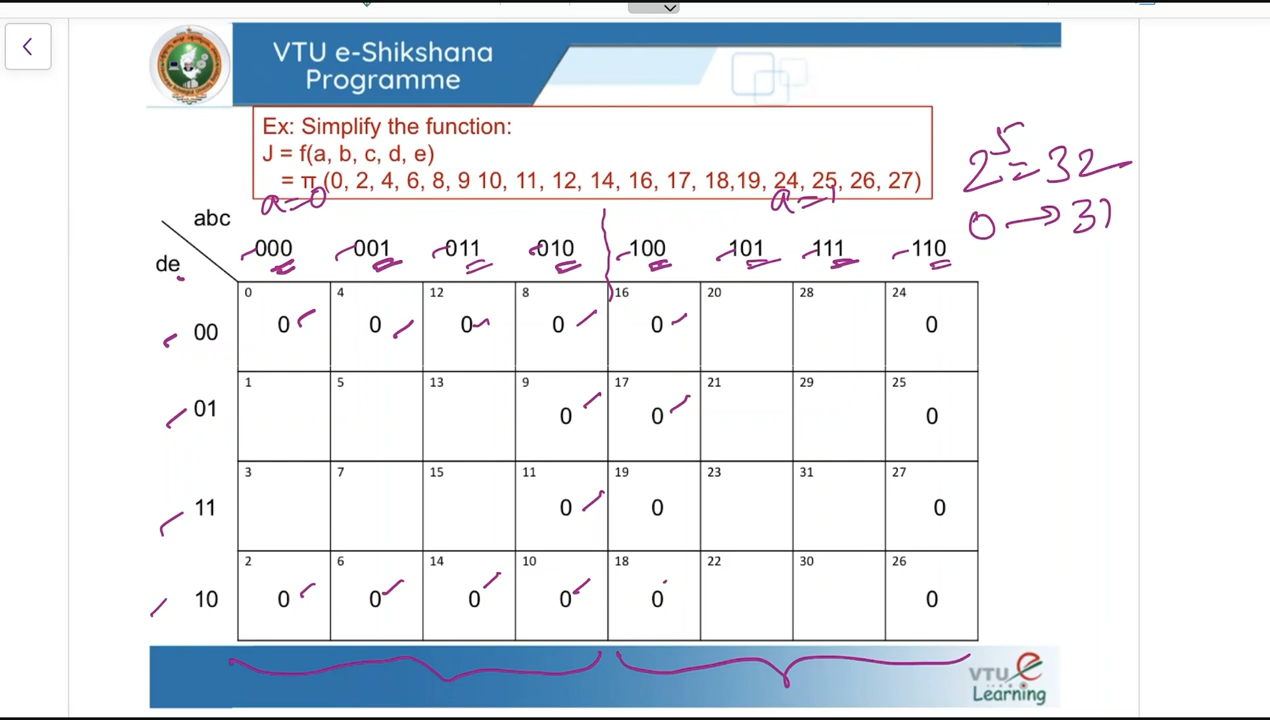 VTU e-Shikshana
Programme
Ex: Simplify the function:
J = f(a, b, c, d, e)
= π (0, 2, 4, 6, 8, 9 10, 11, 12, 14, 16, 17, 18,19, 24, 25, 26, 27)
2^5 = 32
0 → 31
a=0 a=1
abc
de
000 001 011 010 100 101 111 110
0 4 12 8 16 20 28 24
00 0 0 0 0 0 0
1 5 13 9 17 21 29 25
01 0 0 0
3 7 15 11 19 23 31 27
11 0 0 0
2 6 14 10 18 22 30 26
10 0 0 0 0 0 0
VTU e
Learning